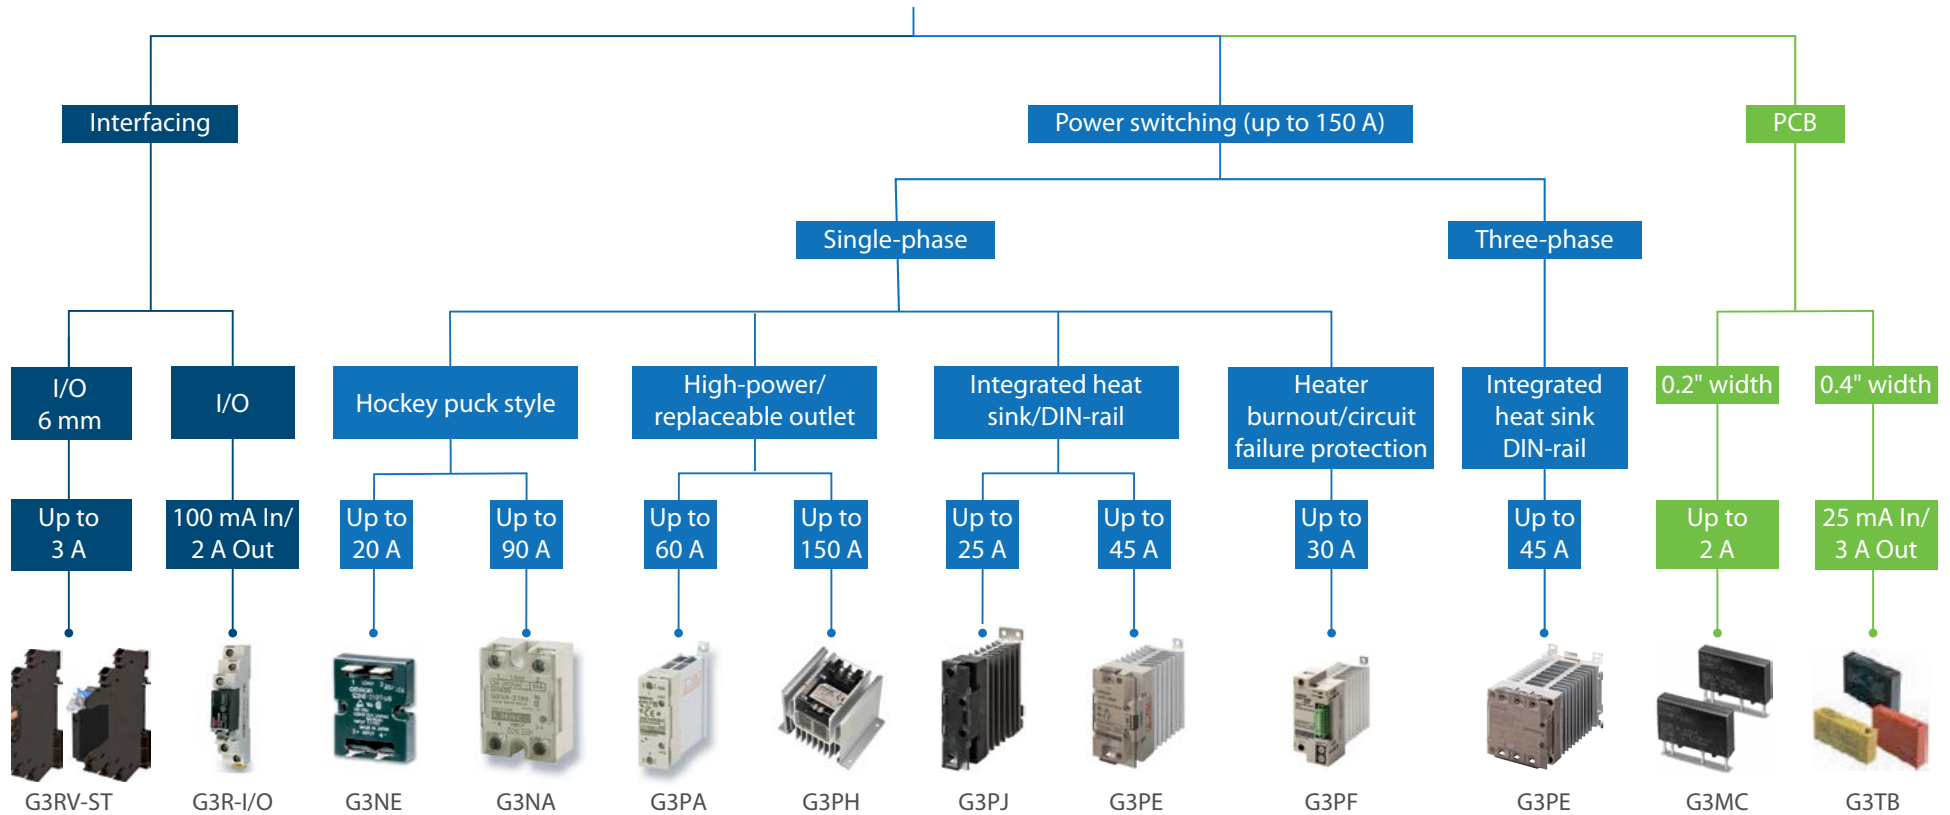 Interfacing
Power switching (up to 150 A)
PCB
Single-phase
Three-phase
I/O
6 mm
I/O
Hockey puck style
High-power/
replaceable outlet
Integrated heat
sink/DIN-rail
Heater
burnout/circuit
failure protection
Integrated
heat sink
DIN-rail
0.2" width
0.4" width
Up to
3 A
100 mA In/
2 A Out
Up to
20 A
Up to
90 A
Up to
60 A
Up to
150 A
Up to
25 A
Up to
45 A
Up to
30 A
Up to
45 A
Up to
2 A
25 mA In/
3 A Out
G3RV-ST
G3R-I/O
G3NE
G3NA
G3PA
G3PH
G3PJ
G3PE
G3PF
G3PE
G3MC
G3TB